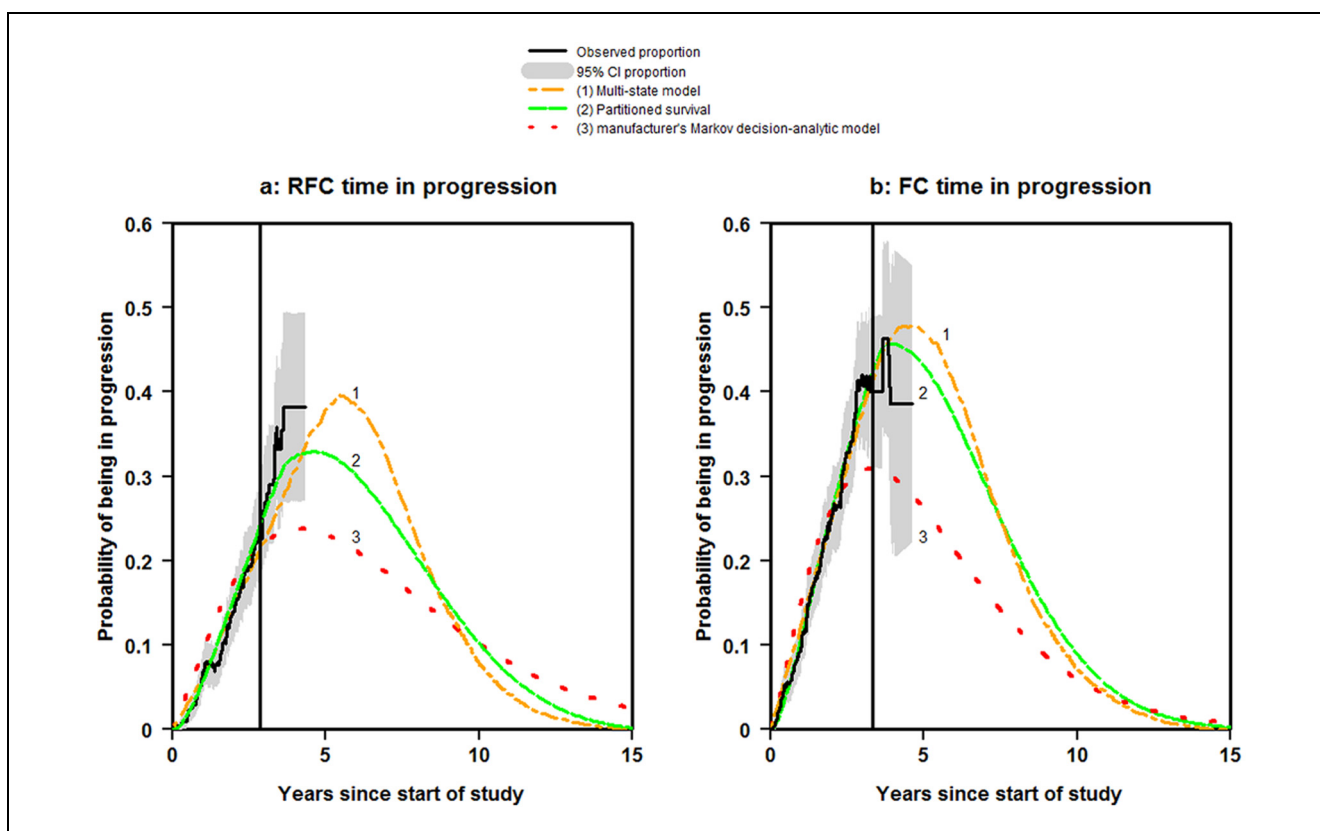 Observed proportion
95% CI proportion
(1) Multi-state model
(2) Partitioned survival
(3) manufacturer's Markov decision-analytic model
a: RFC time in progression
Probability of being in progression
0.6
0.5
0.4
0.3
0.2
0.1
0
1
2
3
0
5
10
15
Years since start of study
b: FC time in progression
Probability of being in progression
0.6
0.5
0.4
0.3
0.2
0.1
0
1
2
3
0
5
10
15
Years since start of study